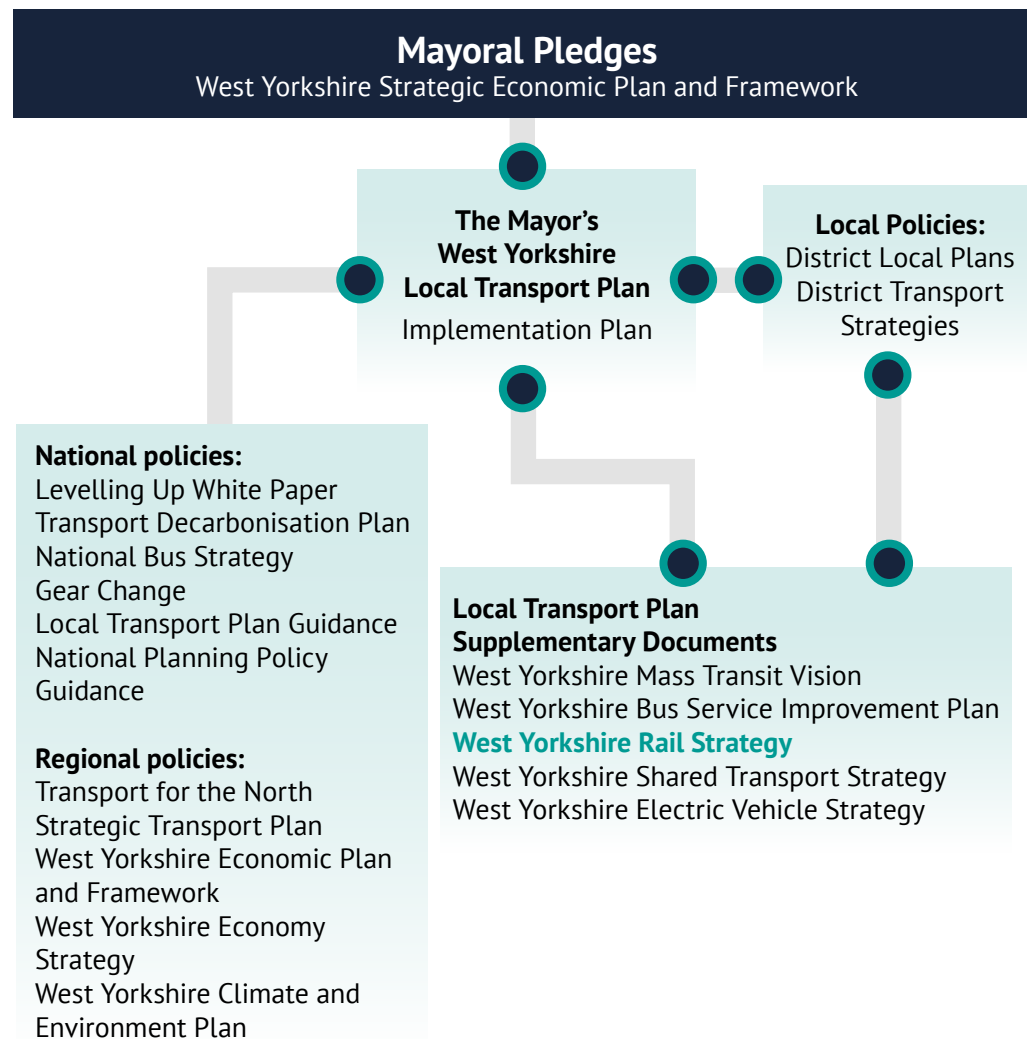 Mayoral Pledges
West Yorkshire Strategic Economic Plan and Framework
The Mayor’s
West Yorkshire
Local Transport Plan
Implementation Plan
Local Policies:
District Local Plans
District Transport
Strategies
National policies:
Levelling Up White Paper
Transport Decarbonisation Plan
National Bus Strategy
Gear Change
Local Transport Plan Guidance
National Planning Policy
Guidance
Regional policies:
Transport for the North
Strategic Transport Plan
West Yorkshire Economic Plan
and Framework
West Yorkshire Economy
Strategy
West Yorkshire Climate and
Environment Plan
Local Transport Plan
Supplementary Documents
West Yorkshire Mass Transit Vision
West Yorkshire Bus Service Improvement Plan
West Yorkshire Rail Strategy
West Yorkshire Shared Transport Strategy
West Yorkshire Electric Vehicle Strategy